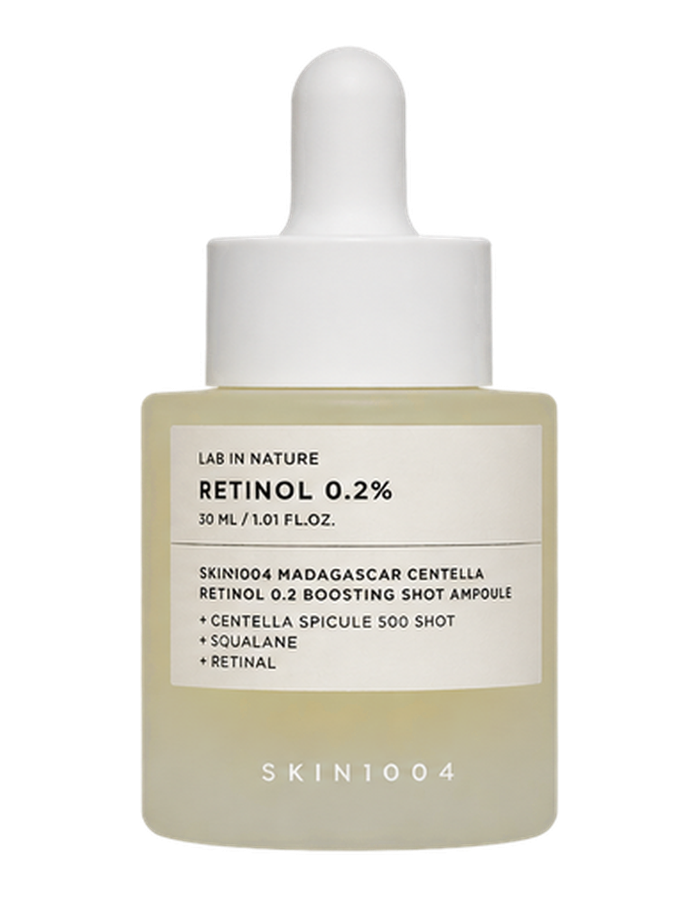 LAB IN NATURE
RETINOL 0.2%
30 ML / 1.01 FL.OZ.
SKIN1004 MADAGASCAR CENTELLA
RETINOL 0.2 BOOSTING SHOT AMPOULE
+ CENTELLA SPICULE 500 SHOT
+ SQUALANE
+ RETINAL
SKIN1004